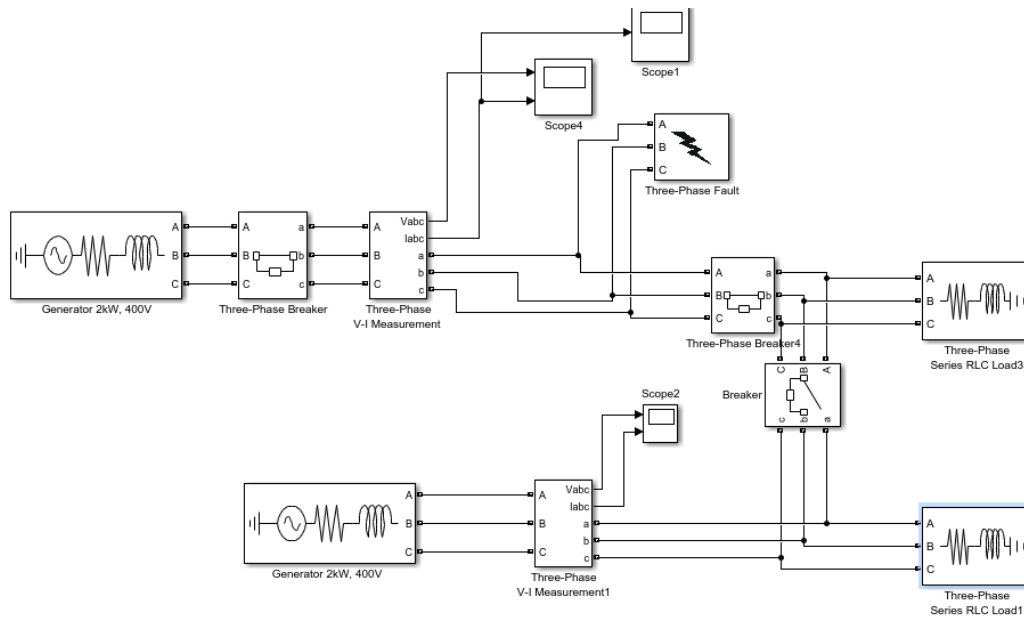 Scope1
Scope4
A
B
C
Three-Phase Fault
A
B
C
Generator 2kW, 400V
A a
B b
C c
Three-Phase Breaker
A
B
C
Vabc
Iabc
a
b
c
Three-Phase
V-I Measurement
A a
B b
C c
Three-Phase Breaker4
A
B
C
Three-Phase
Series RLC Load3
C B A
Breaker
c b a
Scope2
A
B
C
Generator 2kW, 400V
A
B
C
Vabc
Iabc
a
b
c
Three-Phase
V-I Measurement1
A
B
C
Three-Phase
Series RLC Load1